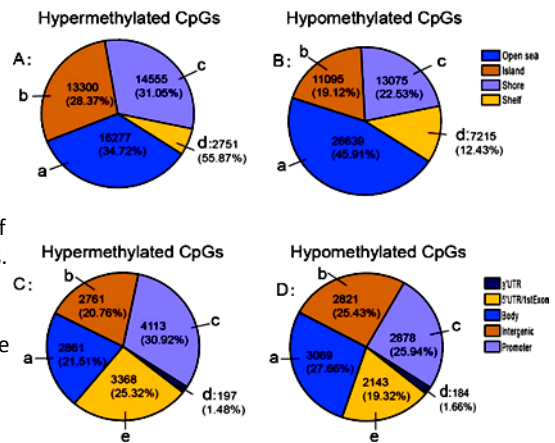 Hypermethylated CpGs
A:
b
13300
(28.37%)
14555
(31.05%)
c
16277
(34.72%)
d:2751
(55.87%)
a
Hypomethylated CpGs
B:
b
11095
(19.12%)
13075
(22.53%)
c
26639
(45.91%)
d:7215
(12.43%)
a
Open sea
Island
Shore
Shelf
of
s.
e
Hypermethylated CpGs
C:
b
2761
(20.76%)
4113
(30.92%)
c
2861
(21.51%)
a
3368
(25.32%)
d:197
(1.48%)
e
Hypomethylated CpGs
D:
b
2821
(25.43%)
2878
(25.94%)
c
3069
(27.66%)
a
2143
(19.32%)
d:184
(1.66%)
e
5'UTR/1stExon
Body
Intergenic
Promoter